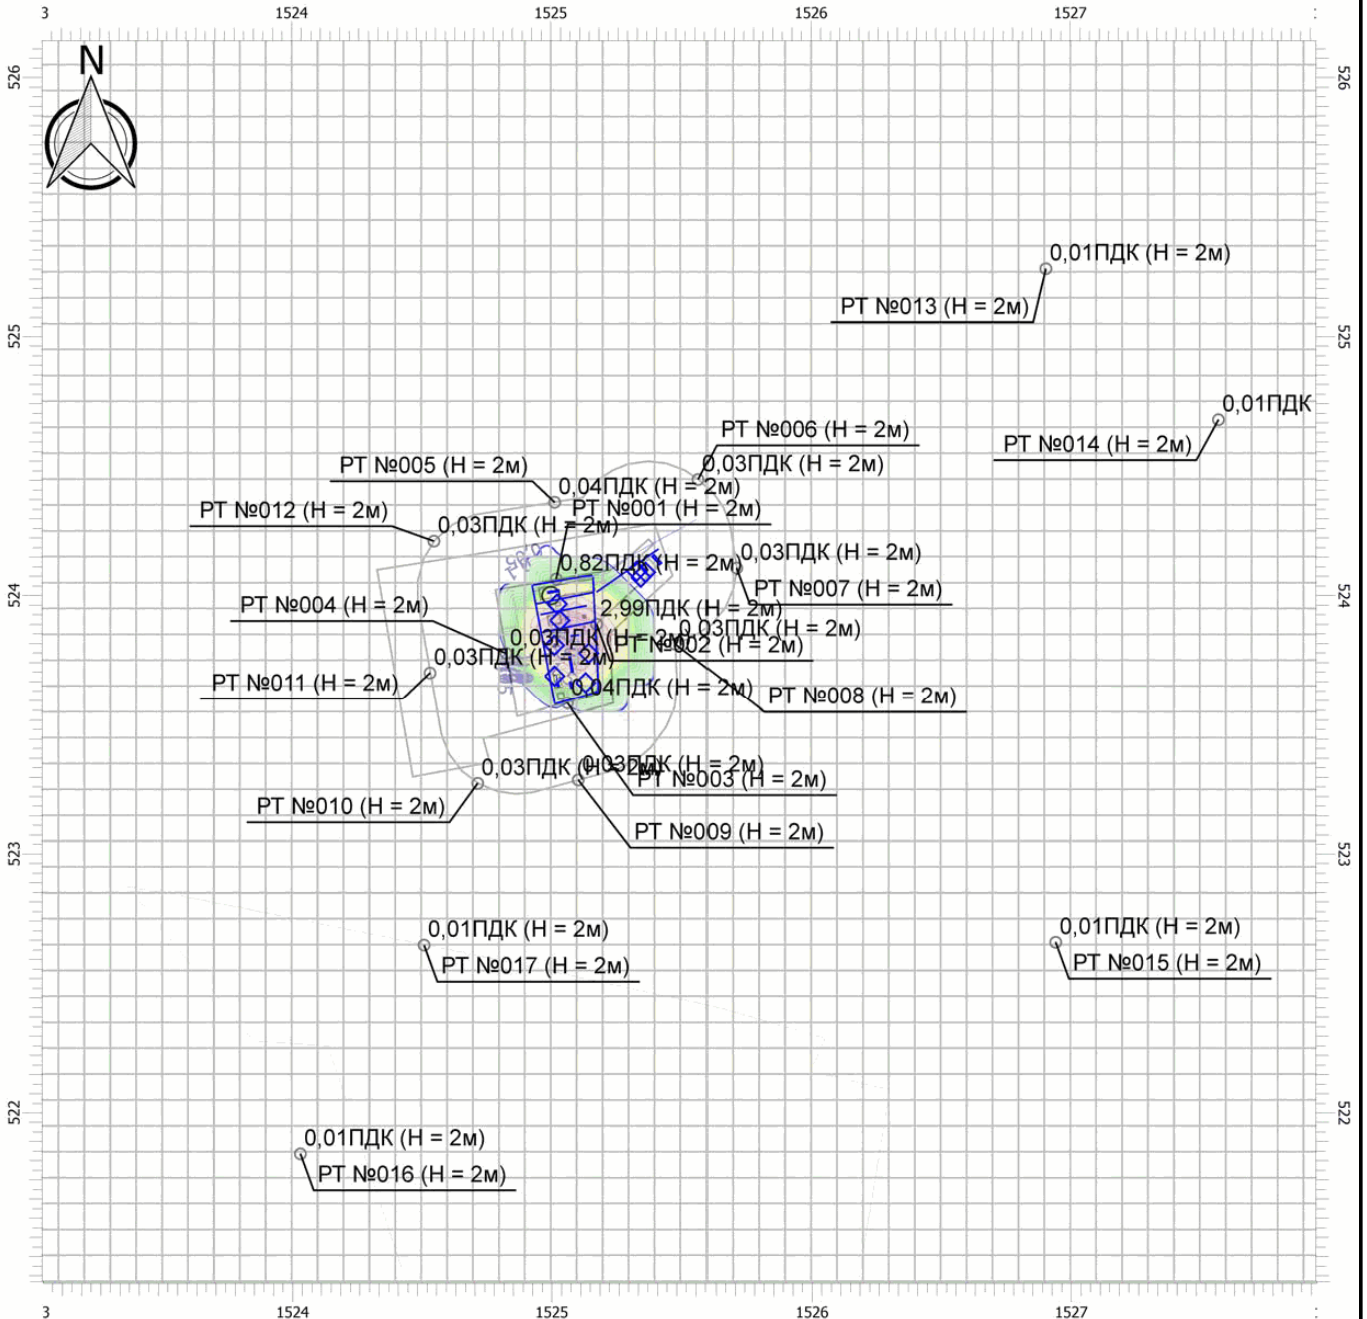 3 1524 1525 1526 1527
N
526 526
0,01ПДК (Н = 2м)
РТ №013 (Н = 2м)
525 525
0,01ПДК
РТ №014 (Н = 2м)
РТ №006 (Н = 2м)
0,03ПДК (Н = 2м)
РТ №005 (Н = 2м)
0,04ПДК (Н = 2м)
РТ №001 (Н = 2м)
РТ №012 (Н = 2м)
0,03ПДК (Н = 2м)
0,03ПДК (Н = 2м)
0,82ПДК (Н = 2м)
РТ №007 (Н = 2м)
524 524
РТ №004 (Н = 2м)
2,99ПДК (Н = 2м)
0,03ПДК (Н = 2м)
0,03ПДК (Н = 2м)
РТ №002 (Н = 2м)
0,03ПДК (Н = 2м)
РТ №011 (Н = 2м)
0,04ПДК (Н = 2м)
РТ №008 (Н = 2м)
0,03ПДК (Н = 2м)
0,03ПДК (Н = 2м)
РТ №003 (Н = 2м)
РТ №010 (Н = 2м)
РТ №009 (Н = 2м)
523 523
0,01ПДК (Н = 2м)
РТ №017 (Н = 2м)
0,01ПДК (Н = 2м)
РТ №015 (Н = 2м)
522 522
0,01ПДК (Н = 2м)
РТ №016 (Н = 2м)
3 1524 1525 1526 1527